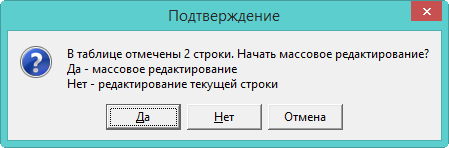 Подтверждение
В таблице отмечены 2 строки. Начать массовое редактирование?
Да - массовое редактирование
Нет - редактирование текущей строки
Да Нет Отмена